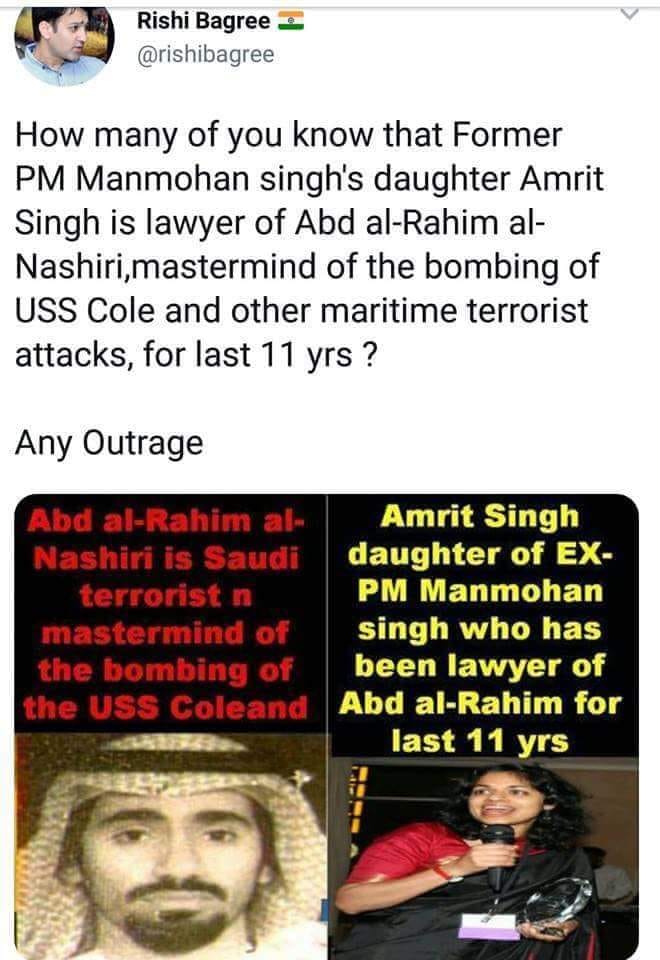 Rishi Bagree 🇮🇳
@rishibagree
How many of you know that Former
PM Manmohan singh's daughter Amrit
Singh is lawyer of Abd al-Rahim al-
Nashiri,mastermind of the bombing of
USS Cole and other maritime terrorist
attacks, for last 11 yrs ?
Any Outrage
Abd al-Rahim al-
Nashiri is Saudi
terrorist n
mastermind of
the bombing of
the USS Coleand
Amrit Singh
daughter of EX-
PM Manmohan
singh who has
been lawyer of
Abd al-Rahim for
last 11 yrs